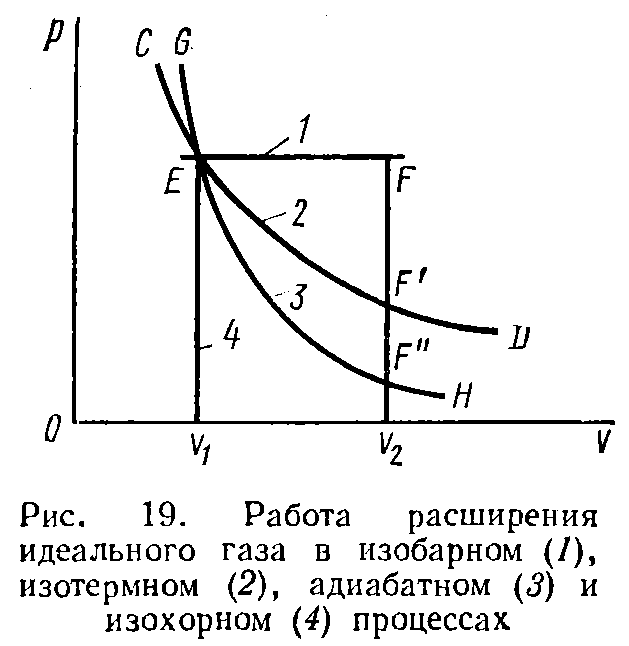 p
C G
1
E F
2
F'
3
4
D
F"
H
0
V₁ V₂ V
Рис. 19. Работа расширения
идеального газа в изобарном (1),
изотермном (2), адиабатном (3) и
изохорном (4) процессах